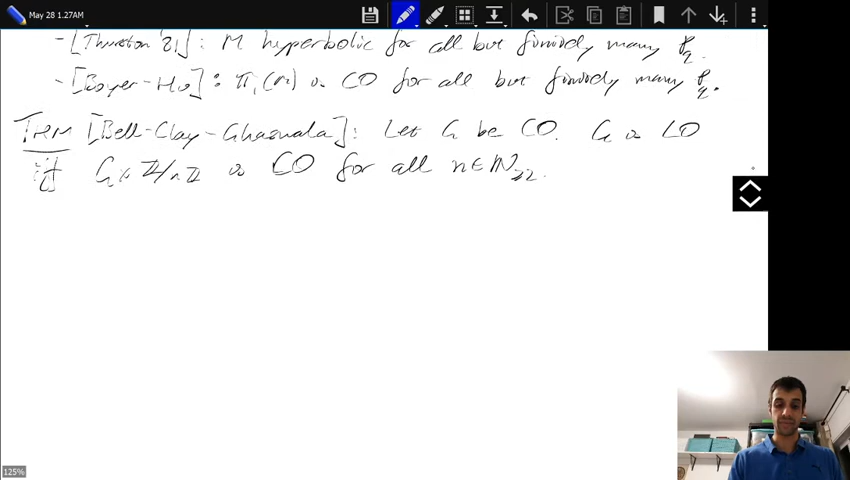 May 28 1:27AM
- [Thurston '81]: M hyperbolic for all but finitely many p/q.
- [Boyer-Hu]: π₁(M) is CO for all but finitely many p/q.
THM [Bell-Clay-Ghaswala]: Let G be CO. G is LO
iff G × ℤ/nℤ is CO for all n ∈ ℕ≥2.
125%